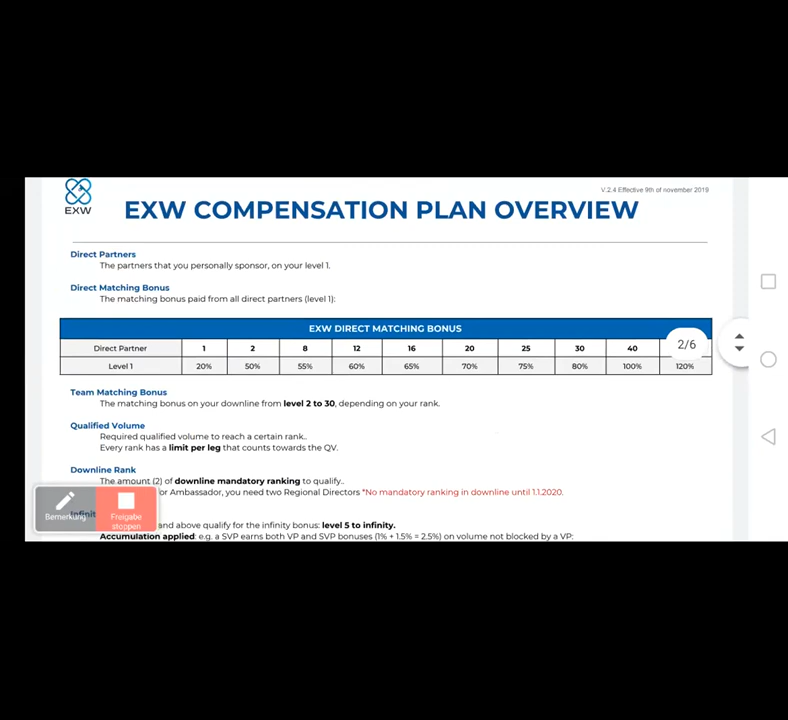 V.2.4 Effective 9th of november 2019
EXW
EXW COMPENSATION PLAN OVERVIEW
Direct Partners
The partners that you personally sponsor, on your level 1.
Direct Matching Bonus
The matching bonus paid from all direct partners (level 1):
EXW DIRECT MATCHING BONUS
Direct Partner 1 2 8 12 16 20 25 30 40
2/6
Level 1 20% 50% 55% 60% 65% 70% 75% 80% 100% 120%
Team Matching Bonus
The matching bonus on your downline from level 2 to 30, depending on your rank.
Qualified Volume
Required qualified volume to reach a certain rank..
Every rank has a limit per leg that counts towards the QV.
Downline Rank
The amount (2) of downline mandatory ranking to qualify..
or Ambassador, you need two Regional Directors *No mandatory ranking in downline until 1.1.2020.
Infinit
and above qualify for the infinity bonus: level 5 to infinity.
Accumulation applied: e.g. a SVP earns both VP and SVP bonuses (1% + 1.5% = 2.5%) on volume not blocked by a VP:
Bemerkung
Freigabe
stoppen